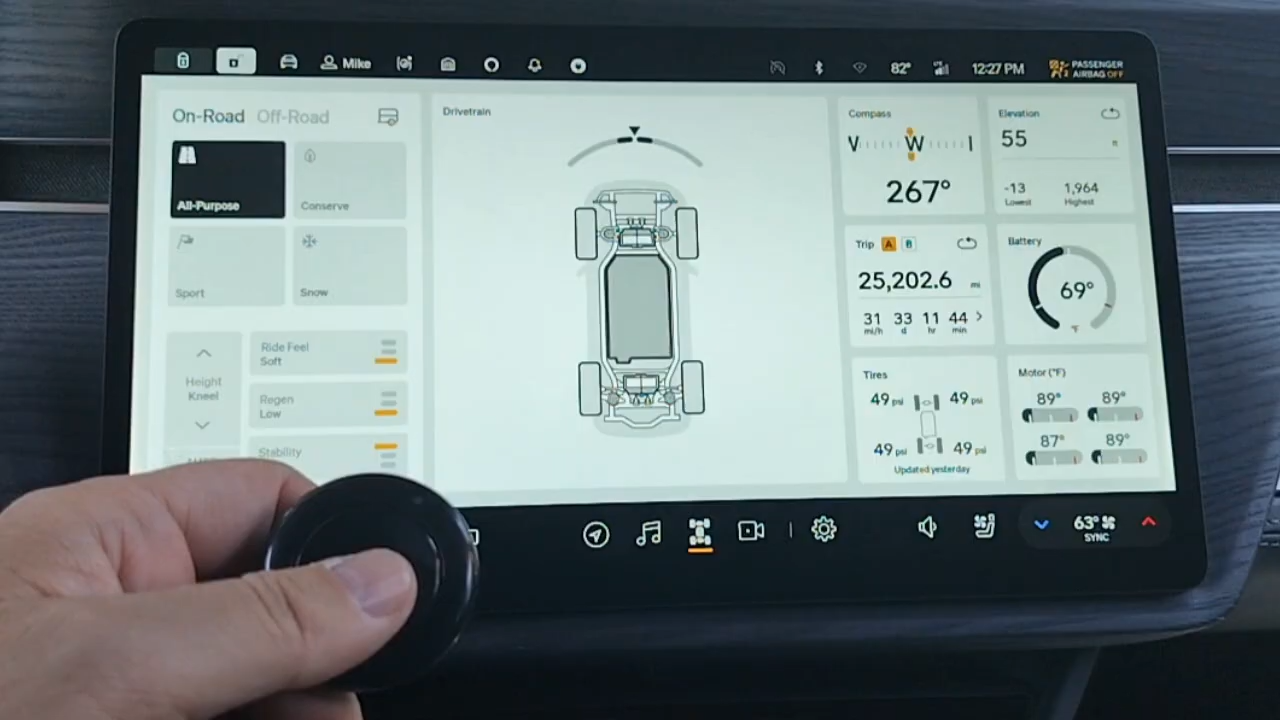 Mike
82°
LTE
12:27 PM
PASSENGER
AIRBAG OFF
On-Road Off-Road
All-Purpose
Conserve
Sport
Snow
Height
Kneel
Ride Feel
Soft
Regen
Low
Stability
Drivetrain
Compass
W
267°
Elevation
55
ft
-13
Lowest
1,964
Highest
Trip A B
25,202.6 mi
31 33 11 44
mi/h d hr min
Battery
69°
°F
Tires
49 psi 49 psi
49 psi 49 psi
Updated yesterday
Motor (°F)
89° 89°
87° 89°
63°
SYNC